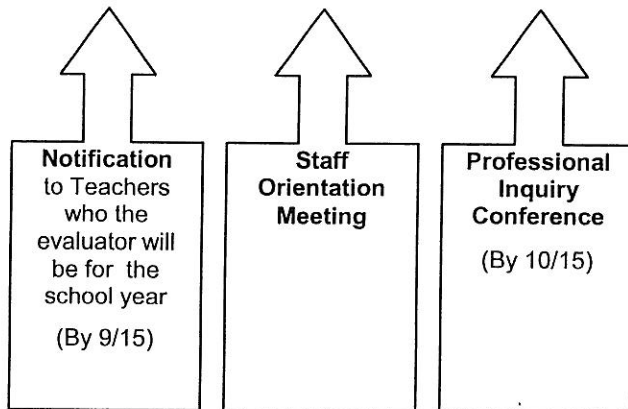 Notification
to Teachers
who the
evaluator will
be for the
school year
(By 9/15)
Staff
Orientation
Meeting
Professional
Inquiry
Conference
(By 10/15)